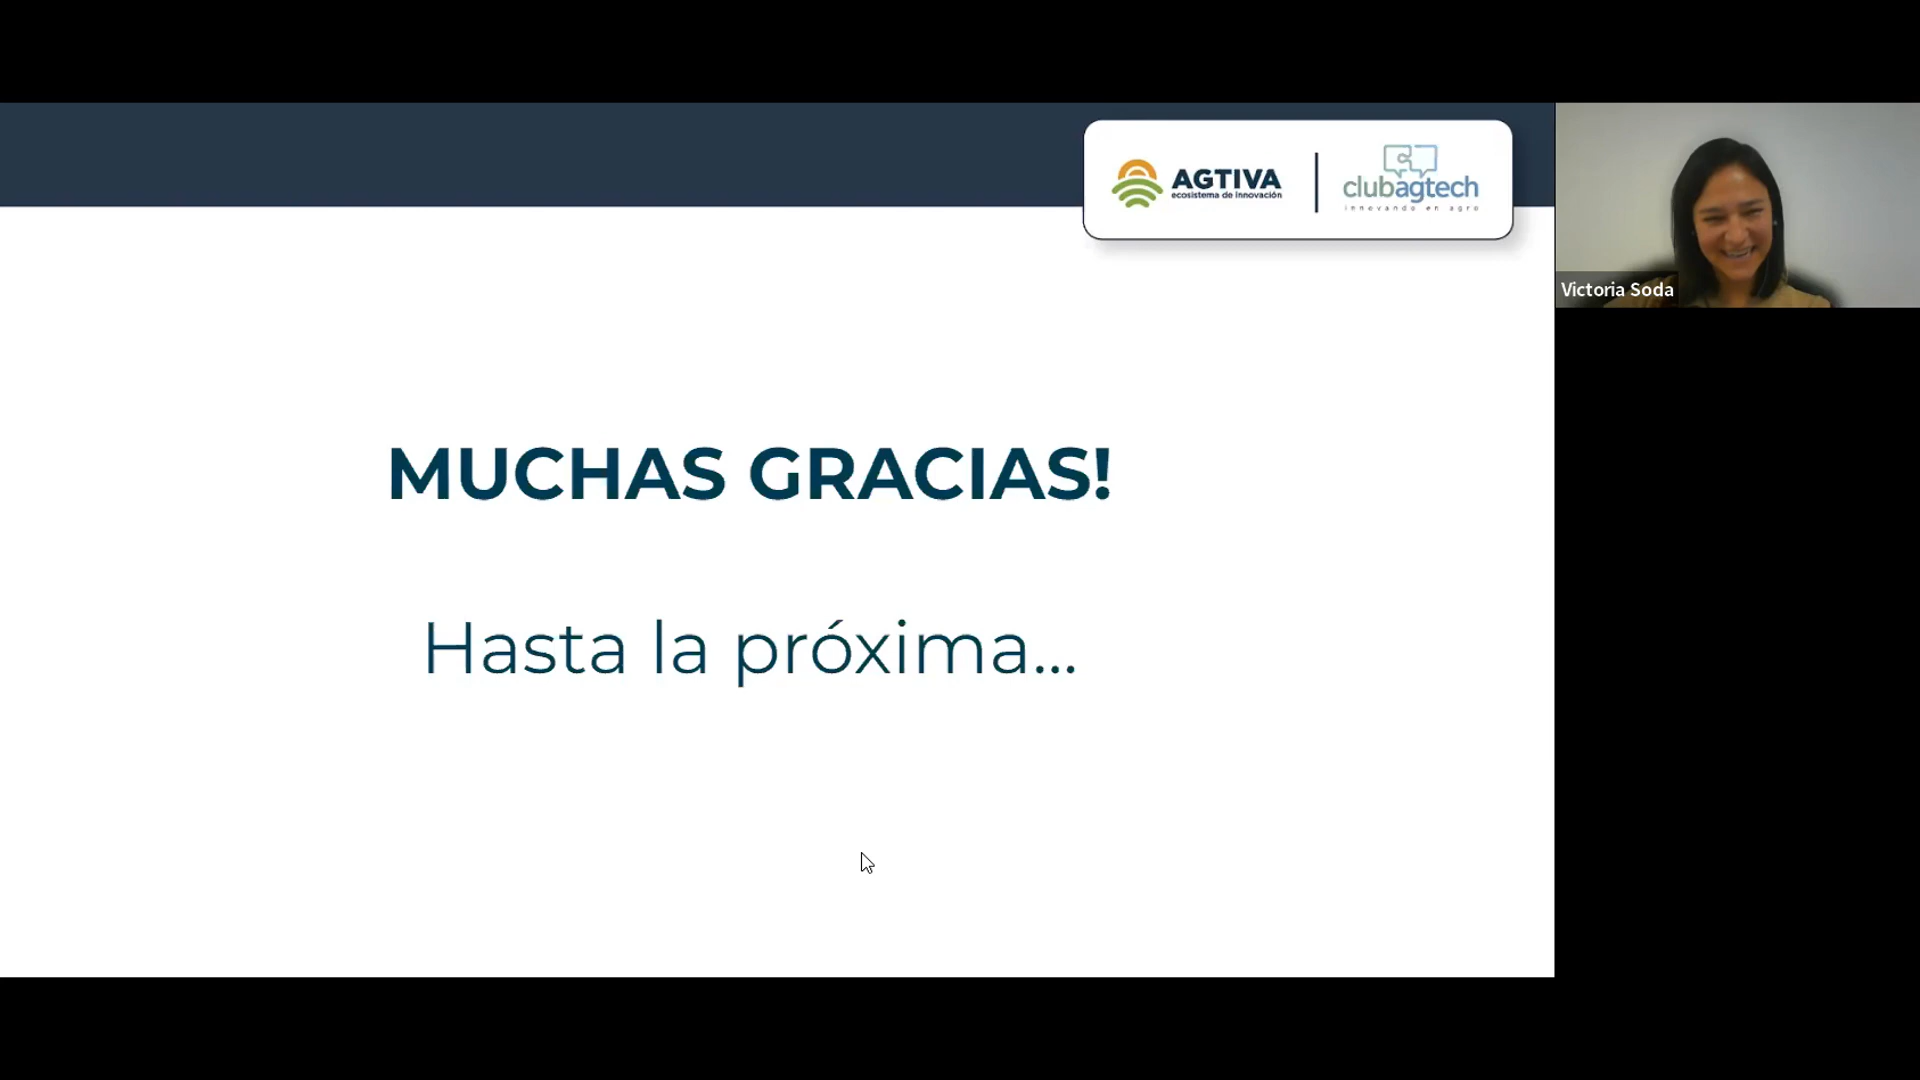 AGTIVA
ecosistema de innovación
clubagtech
innovando en agro
Victoria Soda
MUCHAS GRACIAS!
Hasta la próxima...